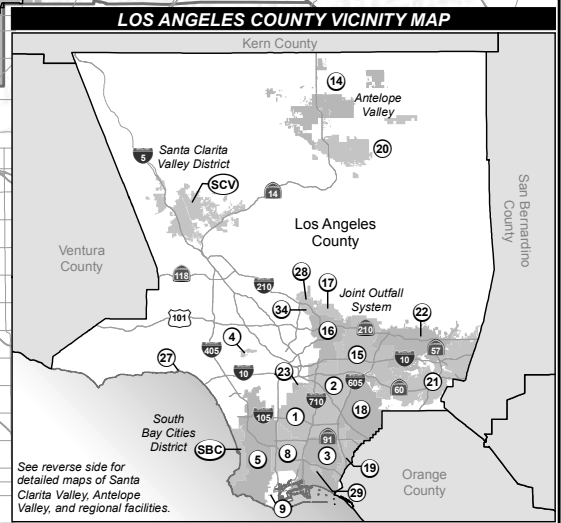 LOS ANGELES COUNTY VICINITY MAP
Kern County
14
Antelope
Valley
20
5
Santa Clarita
Valley District
SCV
14
San Bernardino
County
Los Angeles
County
Ventura
County
118
210
28
17
Joint Outfall
System
34
22
101
16
210
57
4
405
15
10
27
10
23
2
605
60
21
710
18
105
1
South
Bay Cities
District
SBC
91
5
8
3
19
Orange
County
29
9
See reverse side for
detailed maps of Santa
Clarita Valley, Antelope
Valley, and regional facilities.